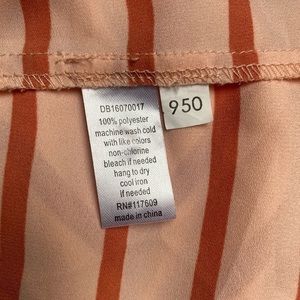 DB16070017
100% polyester
machine wash cold
with like colors
non-chlorine
bleach if needed
hang to dry
cool iron
if needed
RN#117609
made in china
950